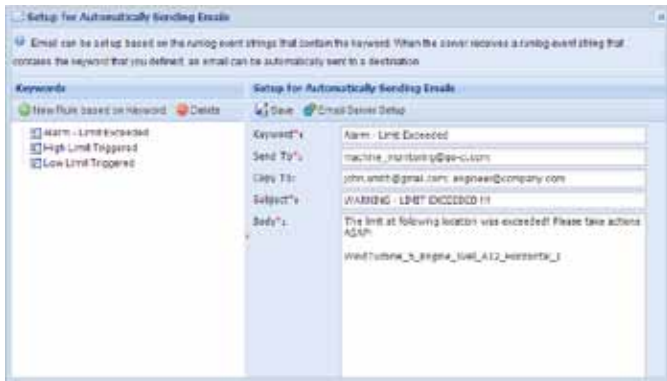 Setup for Automatically Sending Emails
Email can be set up based on the runlog event strings that contain the keyword. When the server receives a runlog event string that
contains the keyword that you defined, an email can be automatically sent to a destination.
Keywords
Setup for Automatically Sending Emails
New Rule based on Keyword
Delete
Save
Email Server Setup
Alarm - Limit Exceeded
High Limit Triggered
Low Limit Triggered
Keyword*:
Alarm - Limit Exceeded
Send To*:
machine_monitoring@go-ci.com
Copy To:
john.smith@gmail.com; engineer@company.com
Subject*:
WARNING - LIMIT EXCEEDED !!!
Body*:
The limit at following location was exceeded! Please take actions
ASAP!